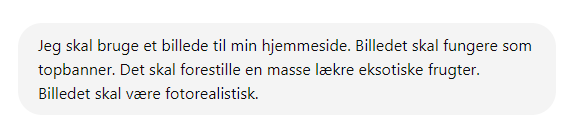 Jeg skal bruge et billede til min hjemmeside. Billedet skal fungere som
topbanner. Det skal forestille en masse lækre eksotiske frugter.
Billedet skal være fotorealistisk.